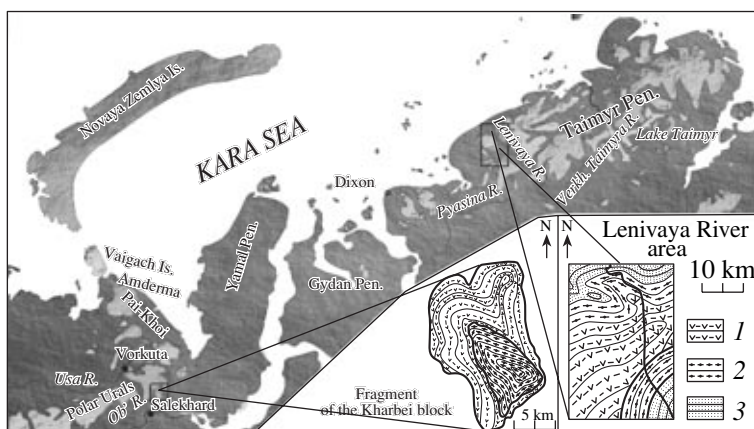 Novaya Zemlya Is.
KARA SEA
Dixon
Lenivaya R.
Taimyr Pen.
Verkh. Taimyra R.
Lake Taimyr
Pyasina R.
Vaigach Is.
Amderma
Pai-Khoi
Yamal Pen.
Gydan Pen.
Vorkuta
Usa R.
Polar Urals
Ob' R.
Salekhard
Fragment
of the Kharbei block
N
5 km
N
Lenivaya River
area
10 km
1
2
3